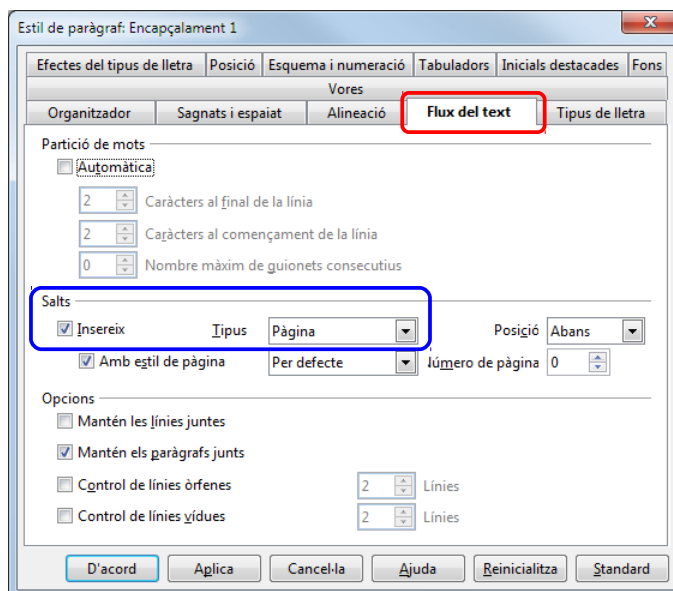 Estil de paràgraf: Encapçalament 1
Efectes del tipus de lletra Posició Esquema i numeració Tabuladors Inicials destacades Fons
Vores
Organitzador Sagnats i espaiat Alineació Flux del text Tipus de lletra
Partició de mots
Automàtica
2 Caràcters al final de la línia
2 Caràcters al començament de la línia
0 Nombre màxim de guionets consecutius
Salts
Insereix Tipus Pàgina Posició Abans
Amb estil de pàgina Per defecte Número de pàgina 0
Opcions
Mantén les línies juntes
Mantén els paràgrafs junts
Control de línies òrfenes 2 Línies
Control de línies vídues 2 Línies
D'acord Aplica Cancel·la Ajuda Reinicialitza Standard